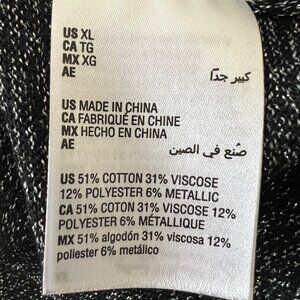 US XL
CA TG
MX XG
AE كبير جدًا
US MADE IN CHINA
CA FABRIQUÉ EN CHINE
MX HECHO EN CHINA
AE صُنع في الصين
US 51% COTTON 31% VISCOSE
12% POLYESTER 6% METALLIC
CA 51% COTON 31% VISCOSE 12%
POLYESTER 6% MÉTALLIQUE
MX 51% algodón 31% viscosa 12%
poliester 6% metálico